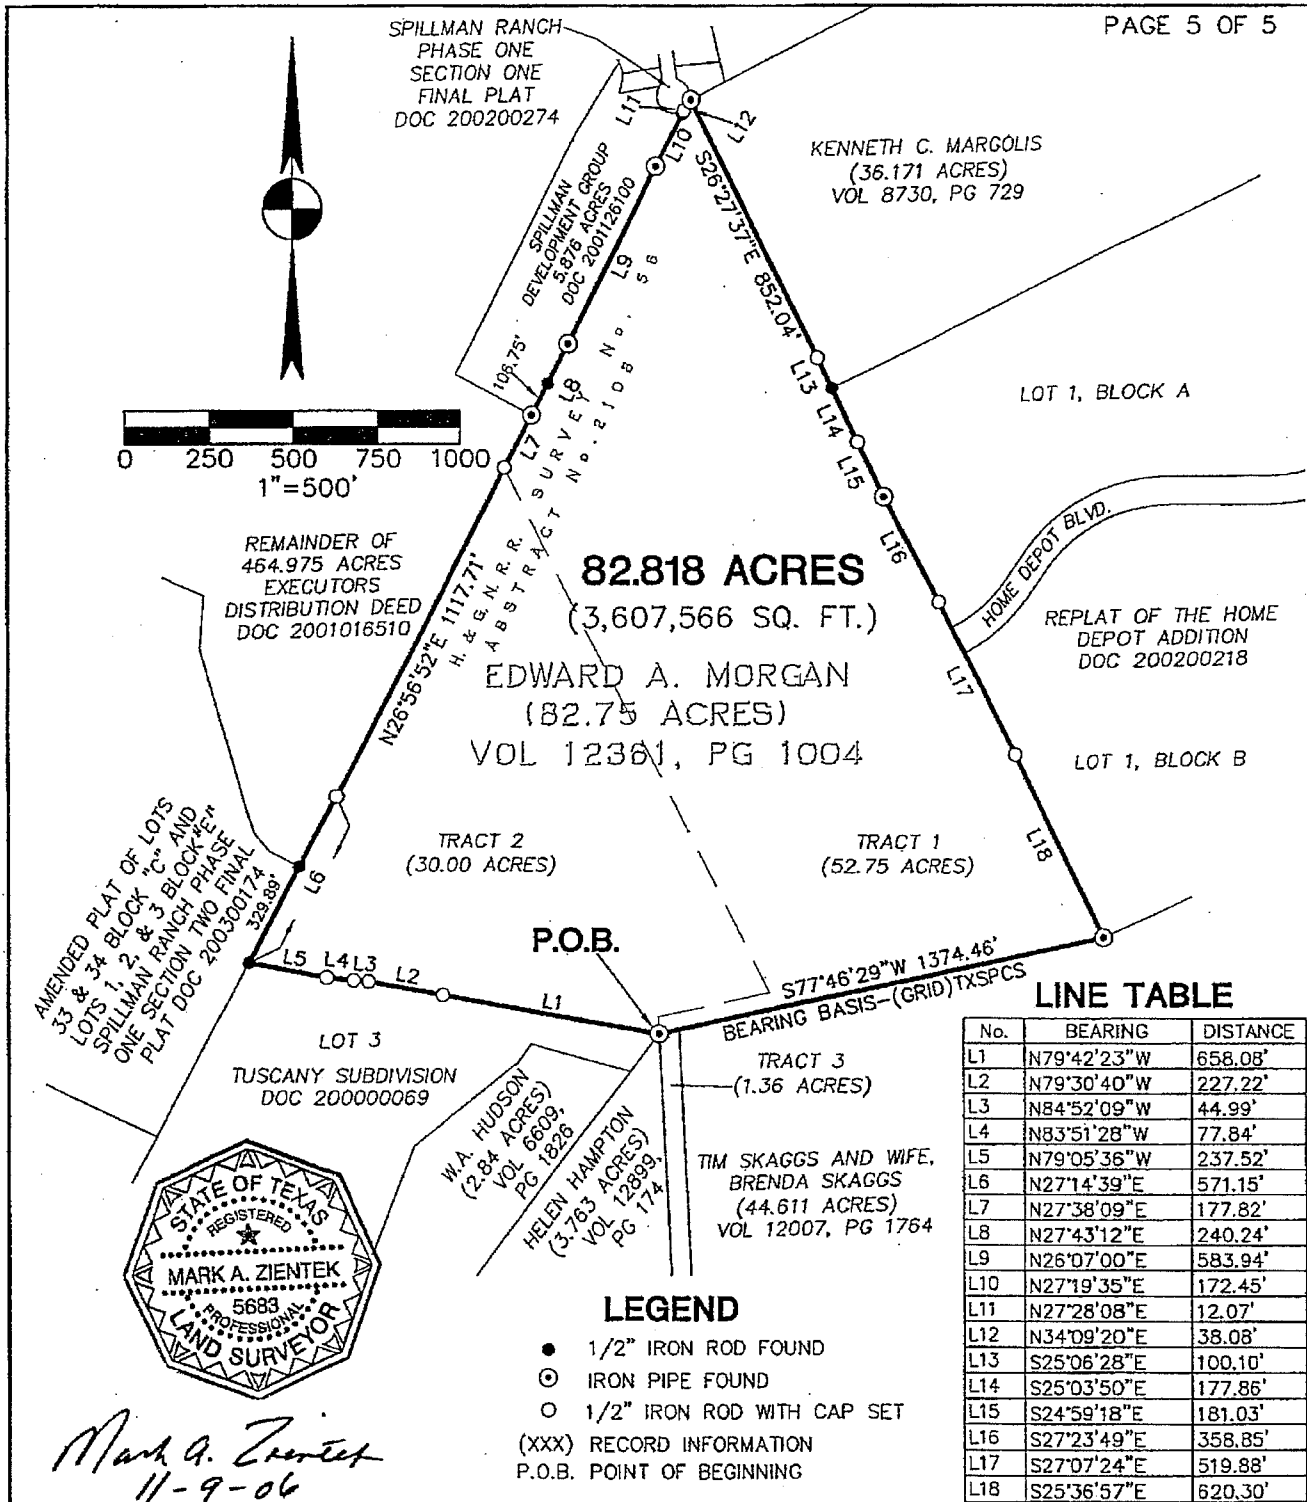 PAGE 5 OF 5
SPILLMAN RANCH
PHASE ONE
SECTION ONE
FINAL PLAT
DOC 200200274
L11
L10
L12
KENNETH C. MARGOLIS
(36.171 ACRES)
VOL 8730, PG 729
SPILLMAN
DEVELOPMENT GROUP
5.876 ACRES
DOC 2001126100
L9
S26°27'37"E 852.04'
106.75'
L8
L7
L13
L14
L15
L16
L17
L18
LOT 1, BLOCK A
0 250 500 750 1000
1"=500'
H. & G. N. R. R. SURVEY No. 56
ABSTRACT No. 2108
HOME DEPOT BLVD.
REMAINDER OF
464.975 ACRES
EXECUTORS
DISTRIBUTION DEED
DOC 2001016510
N26°56'52"E 1117.71'
82.818 ACRES
(3,607,566 SQ. FT.)
EDWARD A. MORGAN
(82.75 ACRES)
VOL 12361, PG 1004
REPLAT OF THE HOME
DEPOT ADDITION
DOC 200200218
LOT 1, BLOCK B
TRACT 2
(30.00 ACRES)
TRACT 1
(52.75 ACRES)
AMENDED PLAT OF LOTS
33 & 34 BLOCK "C" AND
LOTS 1, 2, & 3 BLOCK "E"
SPILLMAN RANCH PHASE
ONE SECTION TWO FINAL
PLAT DOC 200300174
329.89'
L6
L5
L4
L3
L2
L1
P.O.B.
S77°46'29"W 1374.46'
BEARING BASIS-(GRID)TXSPCS
LOT 3
TUSCANY SUBDIVISION
DOC 200000069
W.A. HUDSON
(2.84 ACRES)
VOL 6609,
PG 1826
HELEN HAMPTON
(3.763 ACRES)
VOL 12899,
PG 174
TRACT 3
(1.36 ACRES)
TIM SKAGGS AND WIFE,
BRENDA SKAGGS
(44.611 ACRES)
VOL 12007, PG 1764
LINE TABLE
No. BEARING DISTANCE
L1 N79°42'23"W 658.08'
L2 N79°30'40"W 227.22'
L3 N84°52'09"W 44.99'
L4 N83°51'28"W 77.84'
L5 N79°05'36"W 237.52'
L6 N27°14'39"E 571.15'
L7 N27°38'09"E 177.82'
L8 N27°43'12"E 240.24'
L9 N26°07'00"E 583.94'
L10 N27°19'35"E 172.45'
L11 N27°28'08"E 12.07'
L12 N34°09'20"E 38.08'
L13 S25°06'28"E 100.10'
L14 S25°03'50"E 177.86'
L15 S24°59'18"E 181.03'
L16 S27°23'49"E 358.85'
L17 S27°07'24"E 519.88'
L18 S25°36'57"E 620.30'
STATE OF TEXAS
REGISTERED
MARK A. ZIENTEK
5683
PROFESSIONAL
LAND SURVEYOR
LEGEND
1/2" IRON ROD FOUND
IRON PIPE FOUND
1/2" IRON ROD WITH CAP SET
(XXX) RECORD INFORMATION
P.O.B. POINT OF BEGINNING
Mark A. Zientek
11-9-06